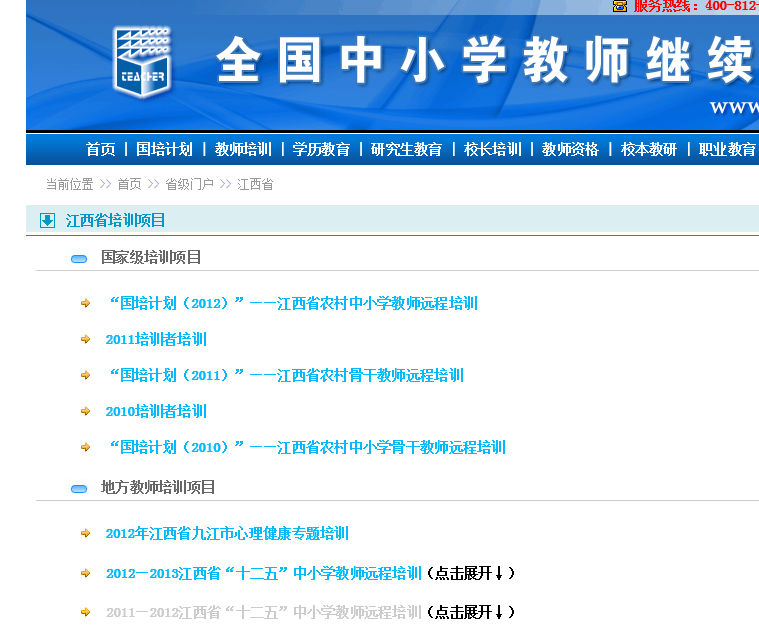 服务热线：400-812-
TEACHER
全国中小学教师继续
www
首页 | 国培计划 | 教师培训 | 学历教育 | 研究生教育 | 校长培训 | 教师资格 | 校本教研 | 职业教育
当前位置 >> 首页 >> 省级门户 >> 江西省
江西省培训项目
国家级培训项目
“国培计划（2012）”——江西省农村中小学教师远程培训
2011培训者培训
“国培计划（2011）”——江西省农村骨干教师远程培训
2010培训者培训
“国培计划（2010）”——江西省农村中小学骨干教师远程培训
地方教师培训项目
2012年江西省九江市心理健康专题培训
2012—2013江西省“十二五”中小学教师远程培训（点击展开↓）
2011—2012江西省“十二五”中小学教师远程培训（点击展开↓）